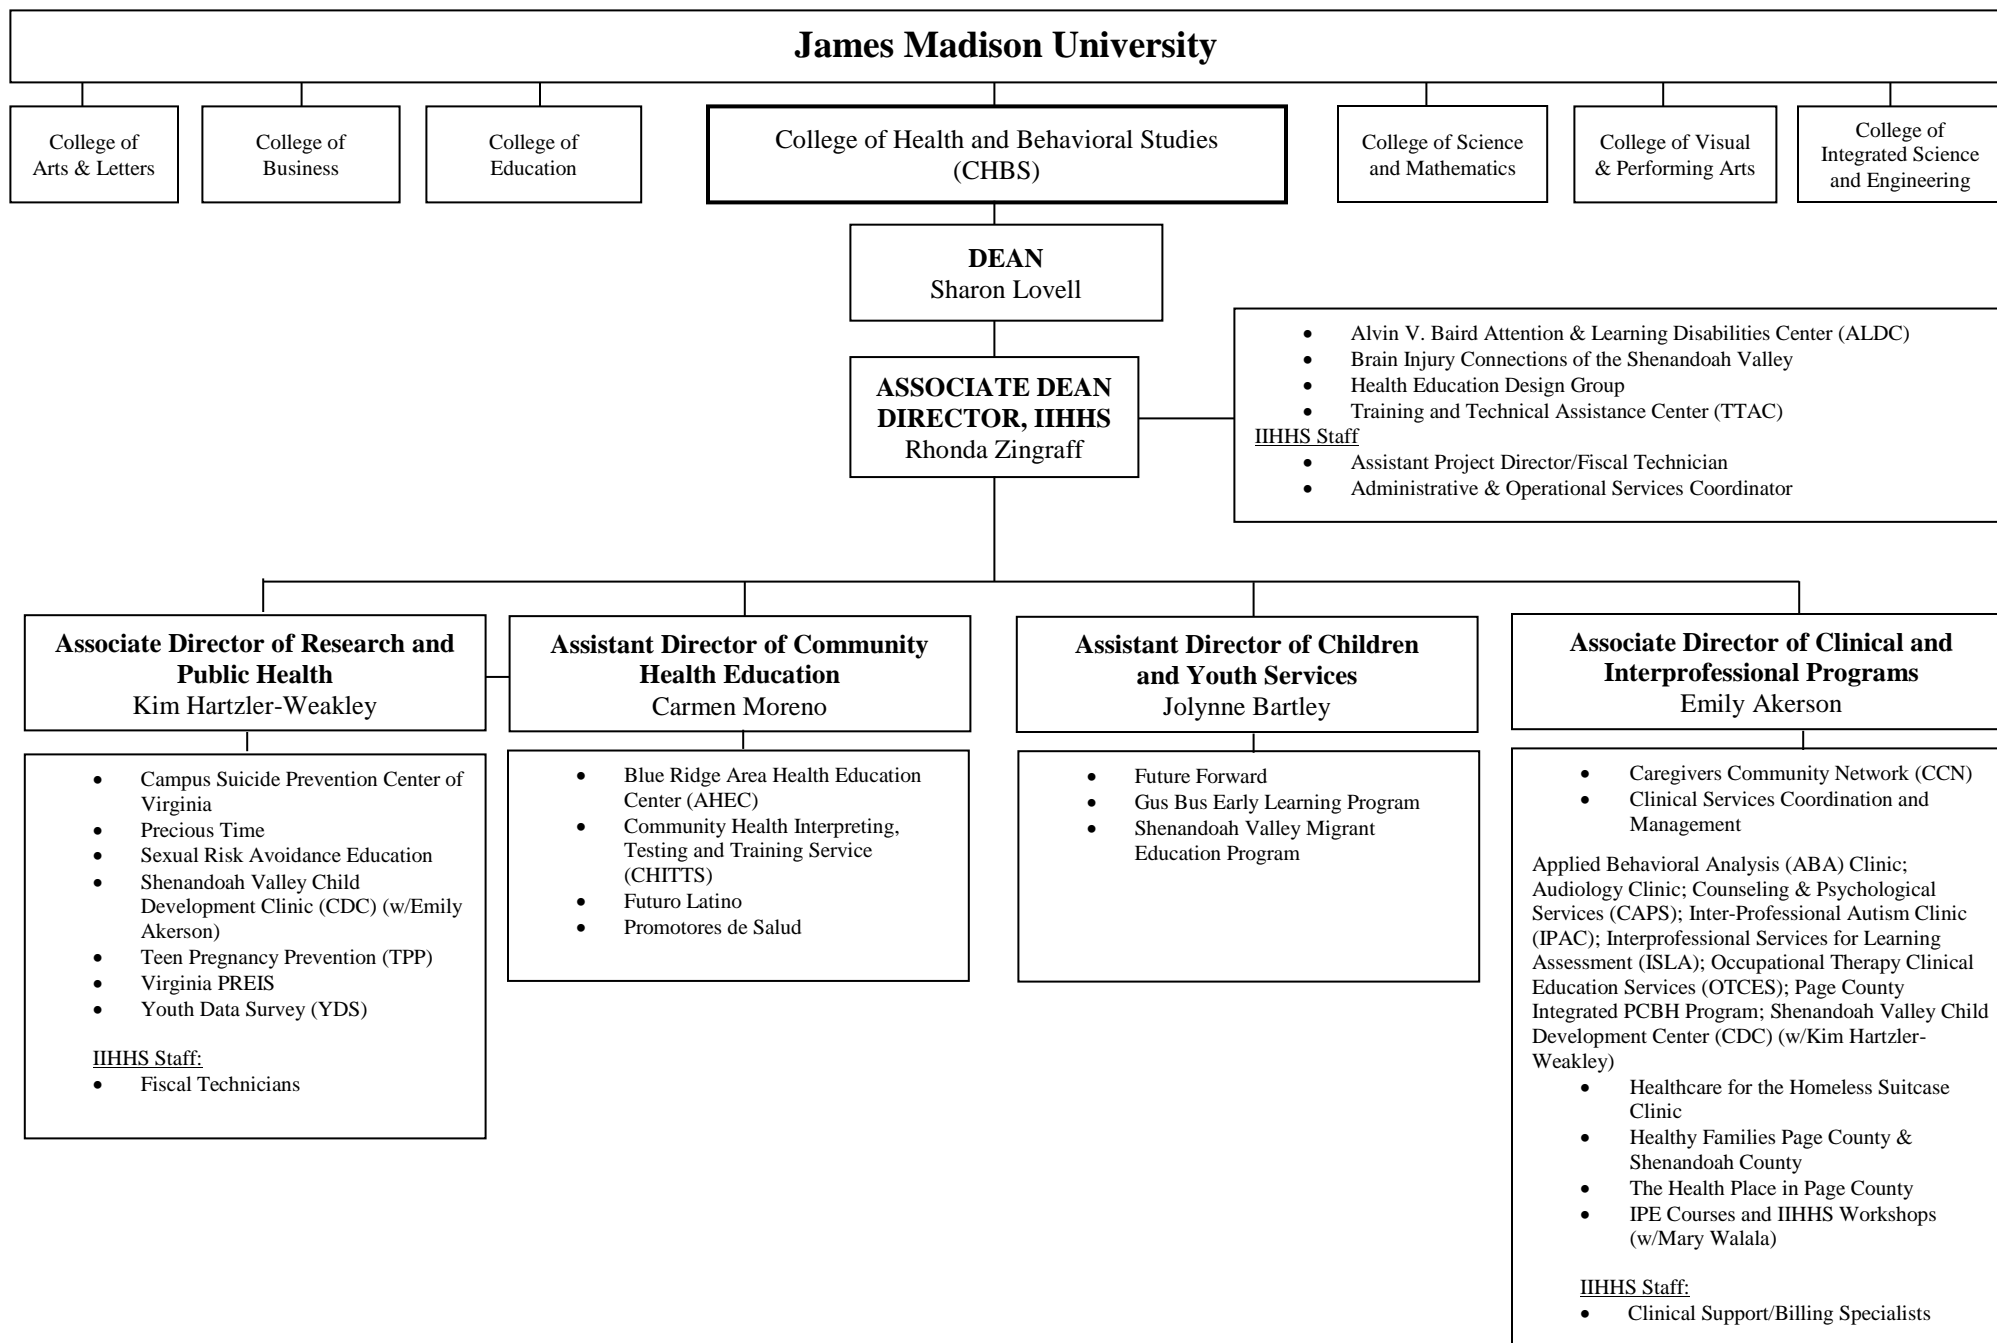 James Madison University
College of
Arts & Letters
College of
Business
College of
Education
College of Health and Behavioral Studies
(CHBS)
College of Science
and Mathematics
College of Visual
& Performing Arts
College of
Integrated Science
and Engineering
DEAN
Sharon Lovell
ASSOCIATE DEAN
DIRECTOR, IIHHS
Rhonda Zingraff
• Alvin V. Baird Attention & Learning Disabilities Center (ALDC)
• Brain Injury Connections of the Shenandoah Valley
• Health Education Design Group
• Training and Technical Assistance Center (TTAC)
IIHHS Staff
• Assistant Project Director/Fiscal Technician
• Administrative & Operational Services Coordinator
Associate Director of Research and
Public Health
Kim Hartzler-Weakley
• Campus Suicide Prevention Center of
Virginia
• Precious Time
• Sexual Risk Avoidance Education
• Shenandoah Valley Child
Development Clinic (CDC) (w/Emily
Akerson)
• Teen Pregnancy Prevention (TPP)
• Virginia PREIS
• Youth Data Survey (YDS)
IIHHS Staff:
• Fiscal Technicians
Assistant Director of Community
Health Education
Carmen Moreno
• Blue Ridge Area Health Education
Center (AHEC)
• Community Health Interpreting,
Testing and Training Service
(CHITTS)
• Futuro Latino
• Promotores de Salud
Assistant Director of Children
and Youth Services
Jolynne Bartley
• Future Forward
• Gus Bus Early Learning Program
• Shenandoah Valley Migrant
Education Program
Associate Director of Clinical and
Interprofessional Programs
Emily Akerson
• Caregivers Community Network (CCN)
• Clinical Services Coordination and
Management
Applied Behavioral Analysis (ABA) Clinic;
Audiology Clinic; Counseling & Psychological
Services (CAPS); Inter-Professional Autism Clinic
(IPAC); Interprofessional Services for Learning
Assessment (ISLA); Occupational Therapy Clinical
Education Services (OTCES); Page County
Integrated PCBH Program; Shenandoah Valley Child
Development Center (CDC) (w/Kim Hartzler-
Weakley)
• Healthcare for the Homeless Suitcase
Clinic
• Healthy Families Page County &
Shenandoah County
• The Health Place in Page County
• IPE Courses and IIHHS Workshops
(w/Mary Walala)
IIHHS Staff:
• Clinical Support/Billing Specialists